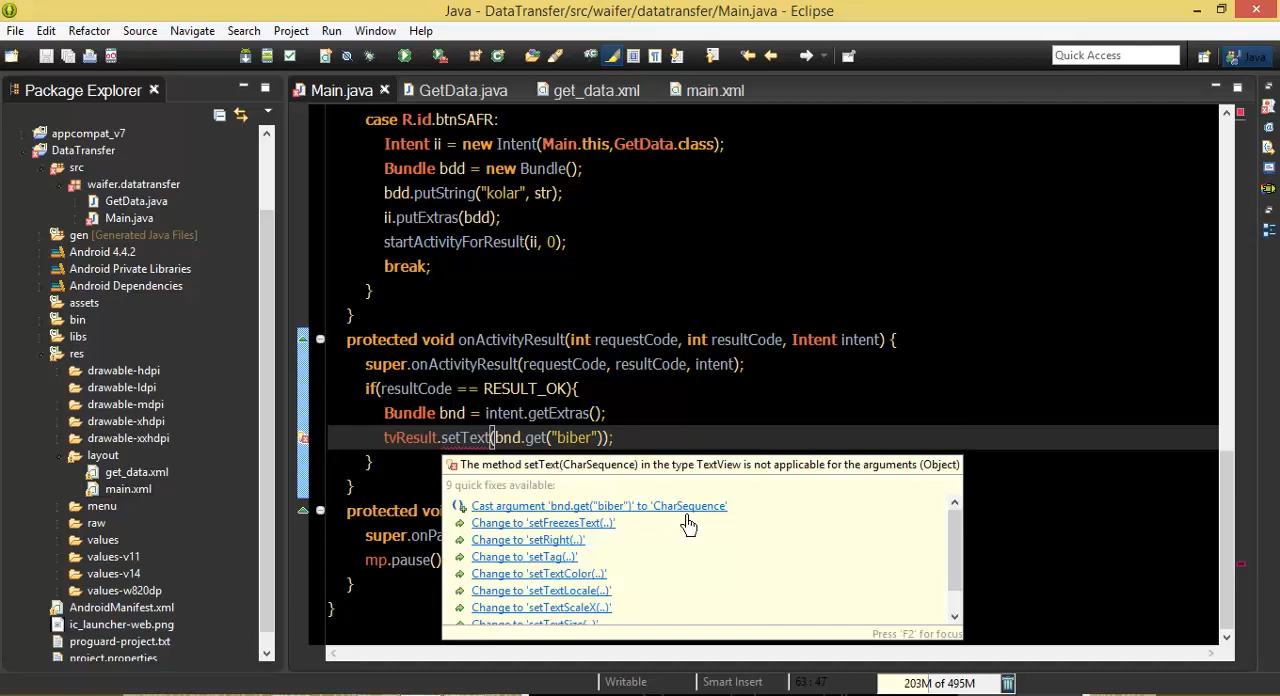 Java - DataTransfer/src/waifer/datatransfer/Main.java - Eclipse
File Edit Refactor Source Navigate Search Project Run Window Help
Quick Access
Java
Package Explorer
Main.java
GetData.java
get_data.xml
main.xml
appcompat_v7
DataTransfer
src
waifer.datatransfer
GetData.java
Main.java
gen [Generated Java Files]
Android 4.4.2
Android Private Libraries
Android Dependencies
assets
bin
libs
res
drawable-hdpi
drawable-ldpi
drawable-mdpi
drawable-xhdpi
drawable-xxhdpi
layout
get_data.xml
main.xml
menu
raw
values
values-v11
values-v14
values-w820dp
AndroidManifest.xml
ic_launcher-web.png
proguard-project.txt
project.properties
case R.id.btnSAFR:
Intent ii = new Intent(Main.this,GetData.class);
Bundle bdd = new Bundle();
bdd.putString("kolar", str);
ii.putExtras(bdd);
startActivityForResult(ii, 0);
break;
}
}
protected void onActivityResult(int requestCode, int resultCode, Intent intent) {
super.onActivityResult(requestCode, resultCode, intent);
if(resultCode == RESULT_OK){
Bundle bnd = intent.getExtras();
tvResult.setText(bnd.get("biber"));
}
}
protected vo
super.onPa
mp.pause()
}
}
The method setText(CharSequence) in the type TextView is not applicable for the arguments (Object)
9 quick fixes available:
Cast argument 'bnd.get("biber")' to 'CharSequence'
Change to 'setFreezesText(..)'
Change to 'setRight(..)'
Change to 'setTag(..)'
Change to 'setTextColor(..)'
Change to 'setTextLocale(..)'
Change to 'setTextScaleX(..)'
Change to 'setTextSize(..)'
Press 'F2' for focus
Writable
Smart Insert
63 : 47
203M of 495M